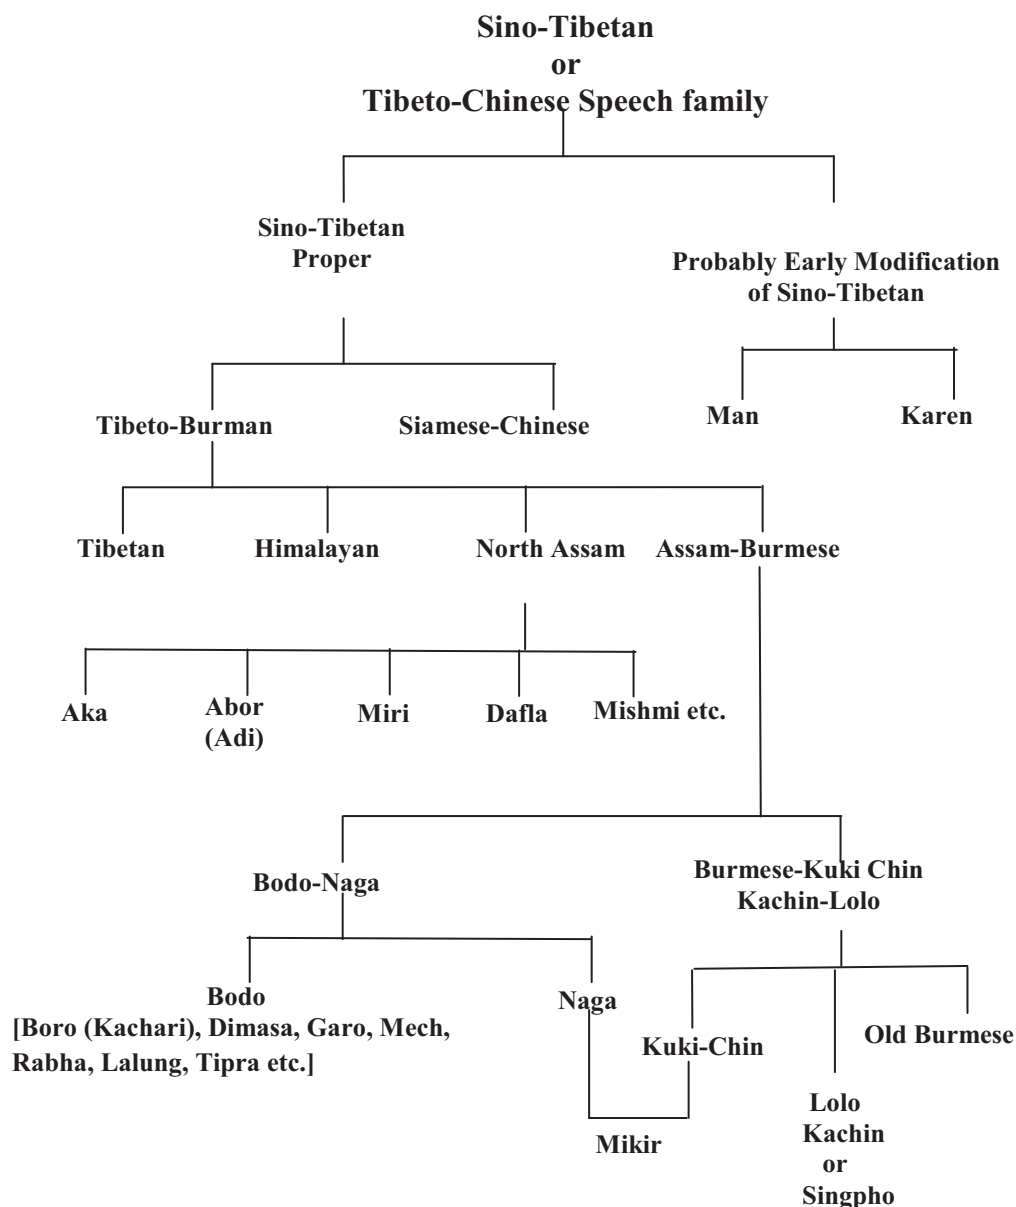 Sino-Tibetan
or
Tibeto-Chinese Speech family
Sino-Tibetan
Proper
Probably Early Modification
of Sino-Tibetan
Tibeto-Burman
Siamese-Chinese
Man
Karen
Tibetan
Himalayan
North Assam
Assam-Burmese
Aka
Abor
(Adi)
Miri
Dafla
Mishmi etc.
Bodo-Naga
Burmese-Kuki Chin
Kachin-Lolo
Bodo
[Boro (Kachari), Dimasa, Garo, Mech,
Rabha, Lalung, Tipra etc.]
Naga
Kuki-Chin
Old Burmese
Mikir
Lolo
Kachin
or
Singpho